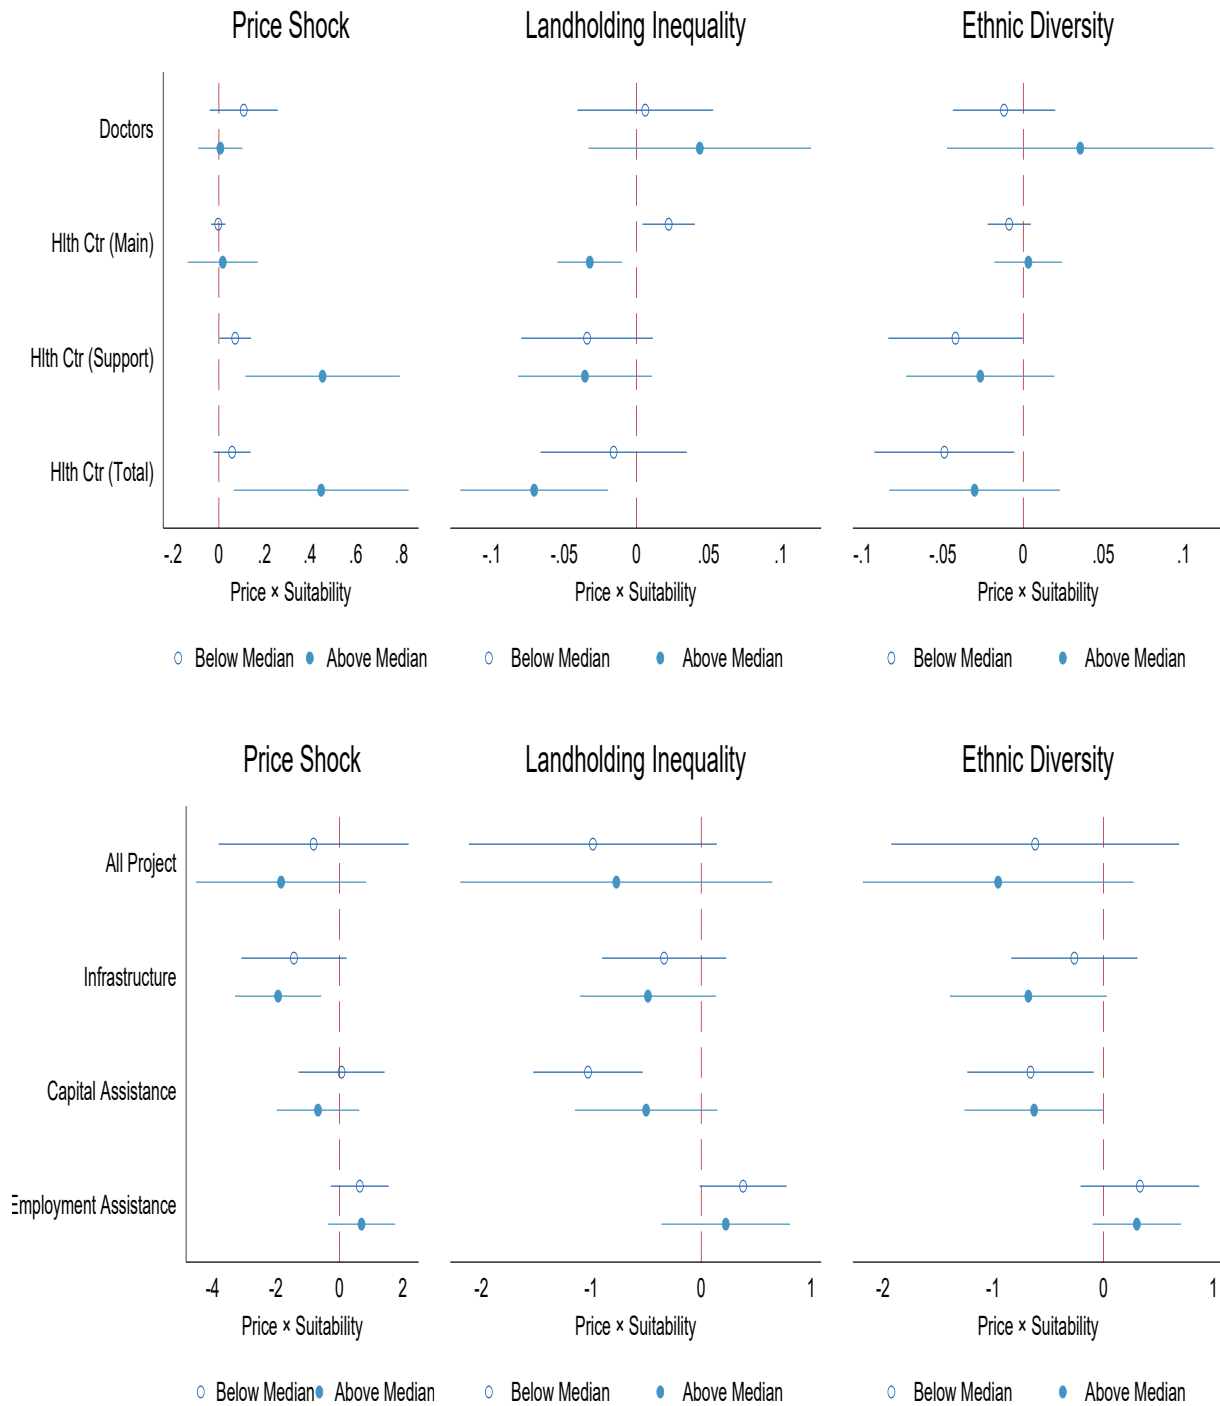 Price Shock
Landholding Inequality
Ethnic Diversity
Doctors
Hlth Ctr (Main)
Hlth Ctr (Support)
Hlth Ctr (Total)
-.2 0 .2 .4 .6 .8
-.1 -.05 0 .05 .1
-.1 -.05 0 .05 .1
Price × Suitability
Price × Suitability
Price × Suitability
Below Median Above Median
Below Median Above Median
Below Median Above Median
Price Shock
Landholding Inequality
Ethnic Diversity
All Project
Infrastructure
Capital Assistance
Employment Assistance
-4 -2 0 2
-2 -1 0 1
-2 -1 0 1
Price × Suitability
Price × Suitability
Price × Suitability
Below Median Above Median
Below Median Above Median
Below Median Above Median